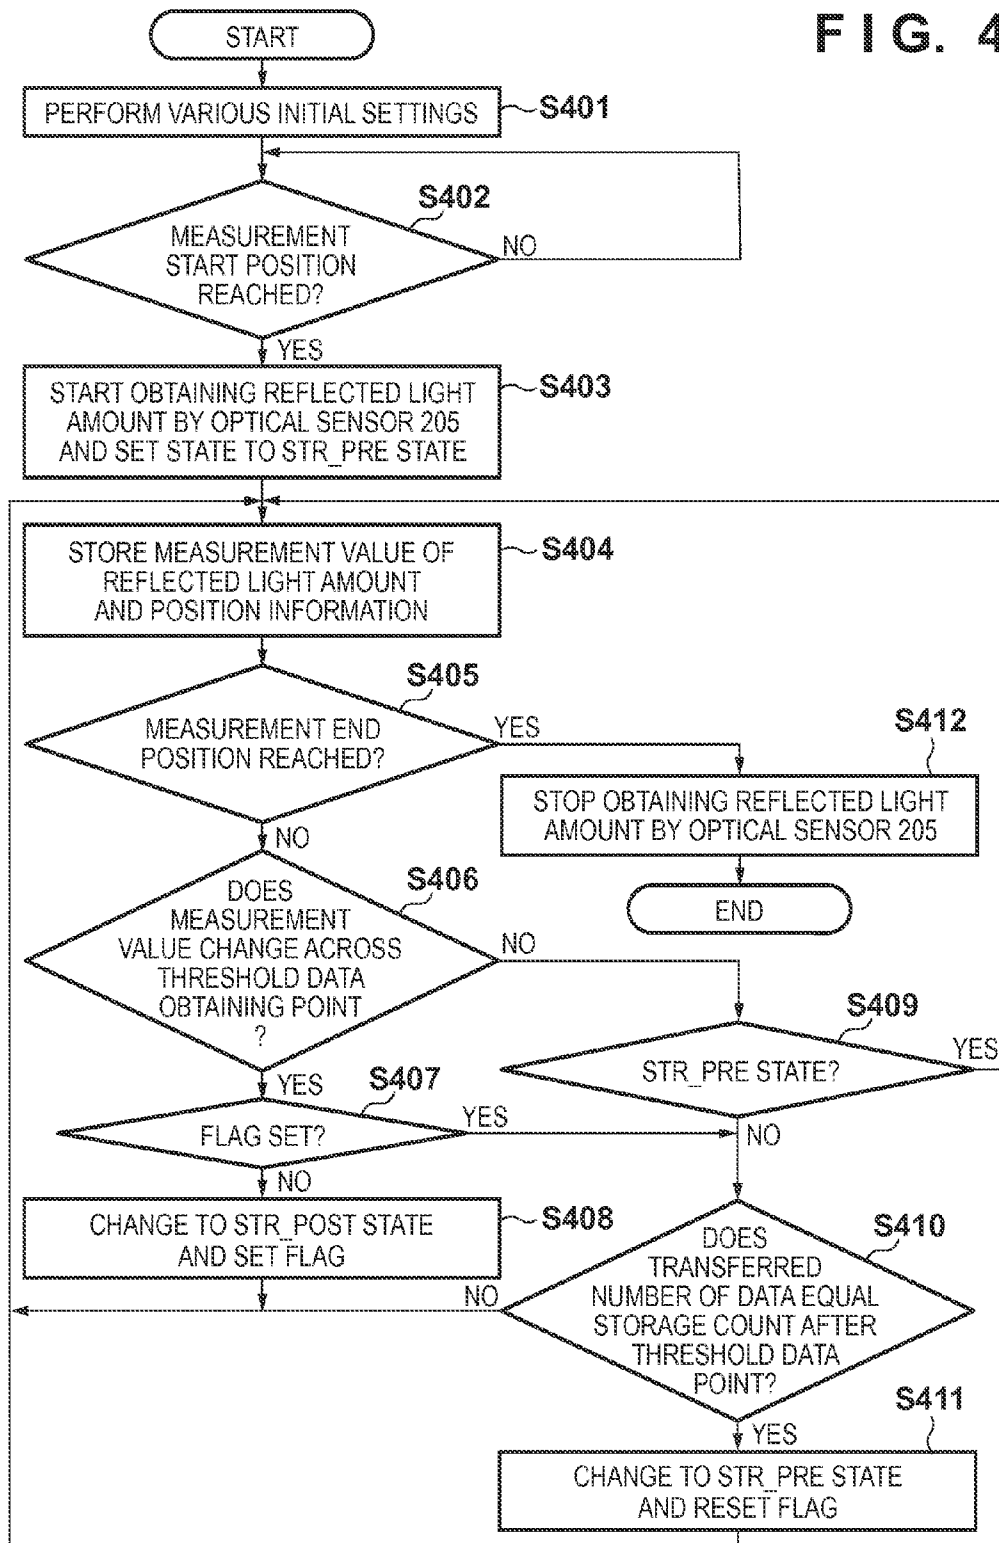 FIG. 4
START
PERFORM VARIOUS INITIAL SETTINGS
S401
S402
MEASUREMENT
START POSITION
REACHED?
NO
YES
START OBTAINING REFLECTED LIGHT
AMOUNT BY OPTICAL SENSOR 205
AND SET STATE TO STR_PRE STATE
S403
STORE MEASUREMENT VALUE OF
REFLECTED LIGHT AMOUNT
AND POSITION INFORMATION
S404
S405
MEASUREMENT END
POSITION REACHED?
YES
NO
S412
STOP OBTAINING REFLECTED LIGHT
AMOUNT BY OPTICAL SENSOR 205
END
S406
DOES
MEASUREMENT
VALUE CHANGE ACROSS
THRESHOLD DATA
OBTAINING POINT
?
NO
YES
S409
STR_PRE STATE?
YES
NO
S407
FLAG SET?
YES
NO
CHANGE TO STR_POST STATE
AND SET FLAG
S408
S410
DOES
TRANSFERRED
NUMBER OF DATA EQUAL
STORAGE COUNT AFTER
THRESHOLD DATA
POINT?
NO
YES
S411
CHANGE TO STR_PRE STATE
AND RESET FLAG